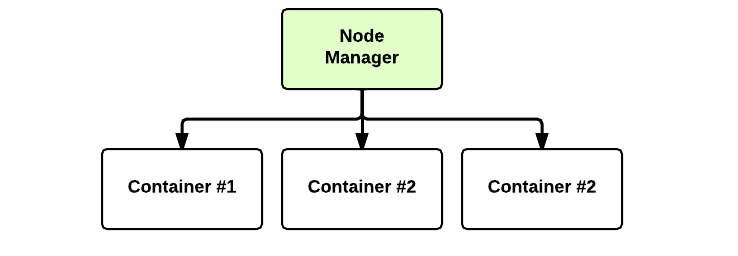 Node
Manager
Container #1
Container #2
Container #2